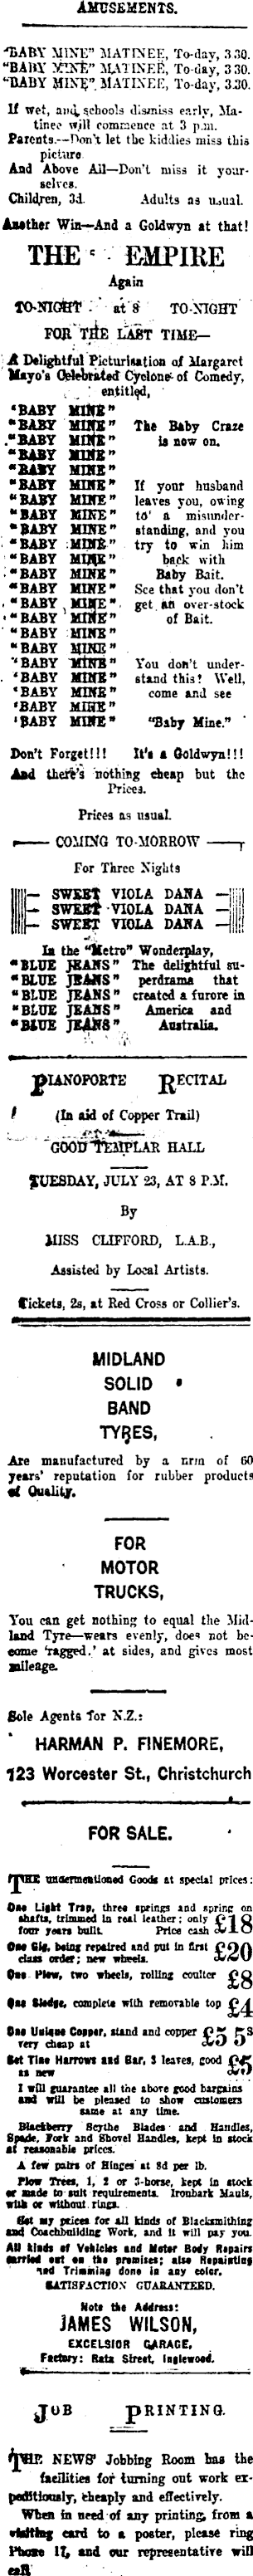 AMUSEMENTS.
"BABY MINE" MATINEE, To-day, 3.30.
"BABY MINE" MATINEE, To-day, 3.30.
"BABY MINE" MATINEE, To-day, 3.30.
If wet, and schools dismiss early, Ma-
tinee will commence at 3 p.m.
Parents.—Don't let the kiddies miss this
picture
And Above All—Don't miss it your-
selves.
Children, 3d. Adults as usual.
Another Win—And a Goldwyn at that!
THE EMPIRE
Again
TO-NIGHT at 8 TO-NIGHT
FOR THE LAST TIME—
A Delightful Picturisation of Margaret
Mayo's Celebrated Cyclone of Comedy,
entitled,
"BABY MINE"
"BABY MINE" The Baby Craze
"BABY MINE" is now on.
"BABY MINE"
"BABY MINE"
"BABY MINE" If your husband
"BABY MINE" leaves you, owing
"BABY MINE" to a misunder-
"BABY MINE" standing, and you
"BABY MINE" try to win him
"BABY MINE" back with
"BABY MINE" Baby Bait.
"BABY MINE" See that you don't
"BABY MINE" get an over-stock
"BABY MINE" of Bait.
"BABY MINE"
"BABY MINE"
"BABY MINE" You don't under-
"BABY MINE" stand this? Well,
"BABY MINE" come and see
"BABY MINE"
"BABY MINE" "Baby Mine."
Don't Forget!!! It's a Goldwyn!!!
And there's nothing cheap but the
Prices.
Prices as usual.
COMING TO-MORROW
For Three Nights
SWEET VIOLA DANA
SWEET VIOLA DANA
SWEET VIOLA DANA
In the "Metro" Wonderplay,
"BLUE JEANS" The delightful su-
"BLUE JEANS" perdrama that
"BLUE JEANS" created a furore in
"BLUE JEANS" America and
"BLUE JEANS" Australia.
PIANOFORTE RECITAL
(In aid of Copper Trail)
GOOD TEMPLAR HALL
TUESDAY, JULY 23, AT 8 P.M.
By
MISS CLIFFORD, L.A.B.,
Assisted by Local Artists.
Tickets, 2s, at Red Cross or Collier's.
MIDLAND
SOLID
BAND
TYRES,
Are manufactured by a firm of 60
years' reputation for rubber products
of Quality.
FOR
MOTOR
TRUCKS,
You can get nothing to equal the Mid-
land Tyre—wears evenly, does not be-
come 'ragged.' at sides, and gives most
mileage.
Sole Agents for N.Z.:
HARMAN P. FINEMORE,
123 Worcester St., Christchurch
FOR SALE.
THE undermentioned Goods at special prices:
One Light Trap, three springs and spring on
shafts, trimmed in real leather; only
four years built. Price cash £18
One Gig, being repaired and put in first
class order; new wheels. £20
One Plow, two wheels, rolling coulter £8
One Sledge, complete with removable top £4
One Unique Copper, stand and copper
very cheap at £5 5s
Set Tine Harrows and Bar, 3 leaves, good
as new £5
I will guarantee all the above good bargains
and will be pleased to show customers
same at any time.
Blackberry Scythe Blades and Handles,
Spade, Fork and Shovel Handles, kept in stock
at reasonable prices.
A few pairs of Hinges at 8d per lb.
Plow Trees, 1, 2 or 3-horse, kept in stock
or made to suit requirements. Ironbark Mauls,
with or without rings.
Get my prices for all kinds of Blacksmithing
and Coachbuilding Work, and it will pay you.
All kinds of Vehicles and Motor Body Repairs
carried out on the premises; also Repainting
and Trimming done in any color.
SATISFACTION GUARANTEED.
Note the Address:
JAMES WILSON,
EXCELSIOR GARAGE,
Factory: Rata Street, Inglewood.
JOB PRINTING.
THE NEWS' Jobbing Room has the
facilities for turning out work ex-
peditiously, cheaply and effectively.
When in need of any printing, from a
visiting card to a poster, please ring
Phone 17, and our representative will
call